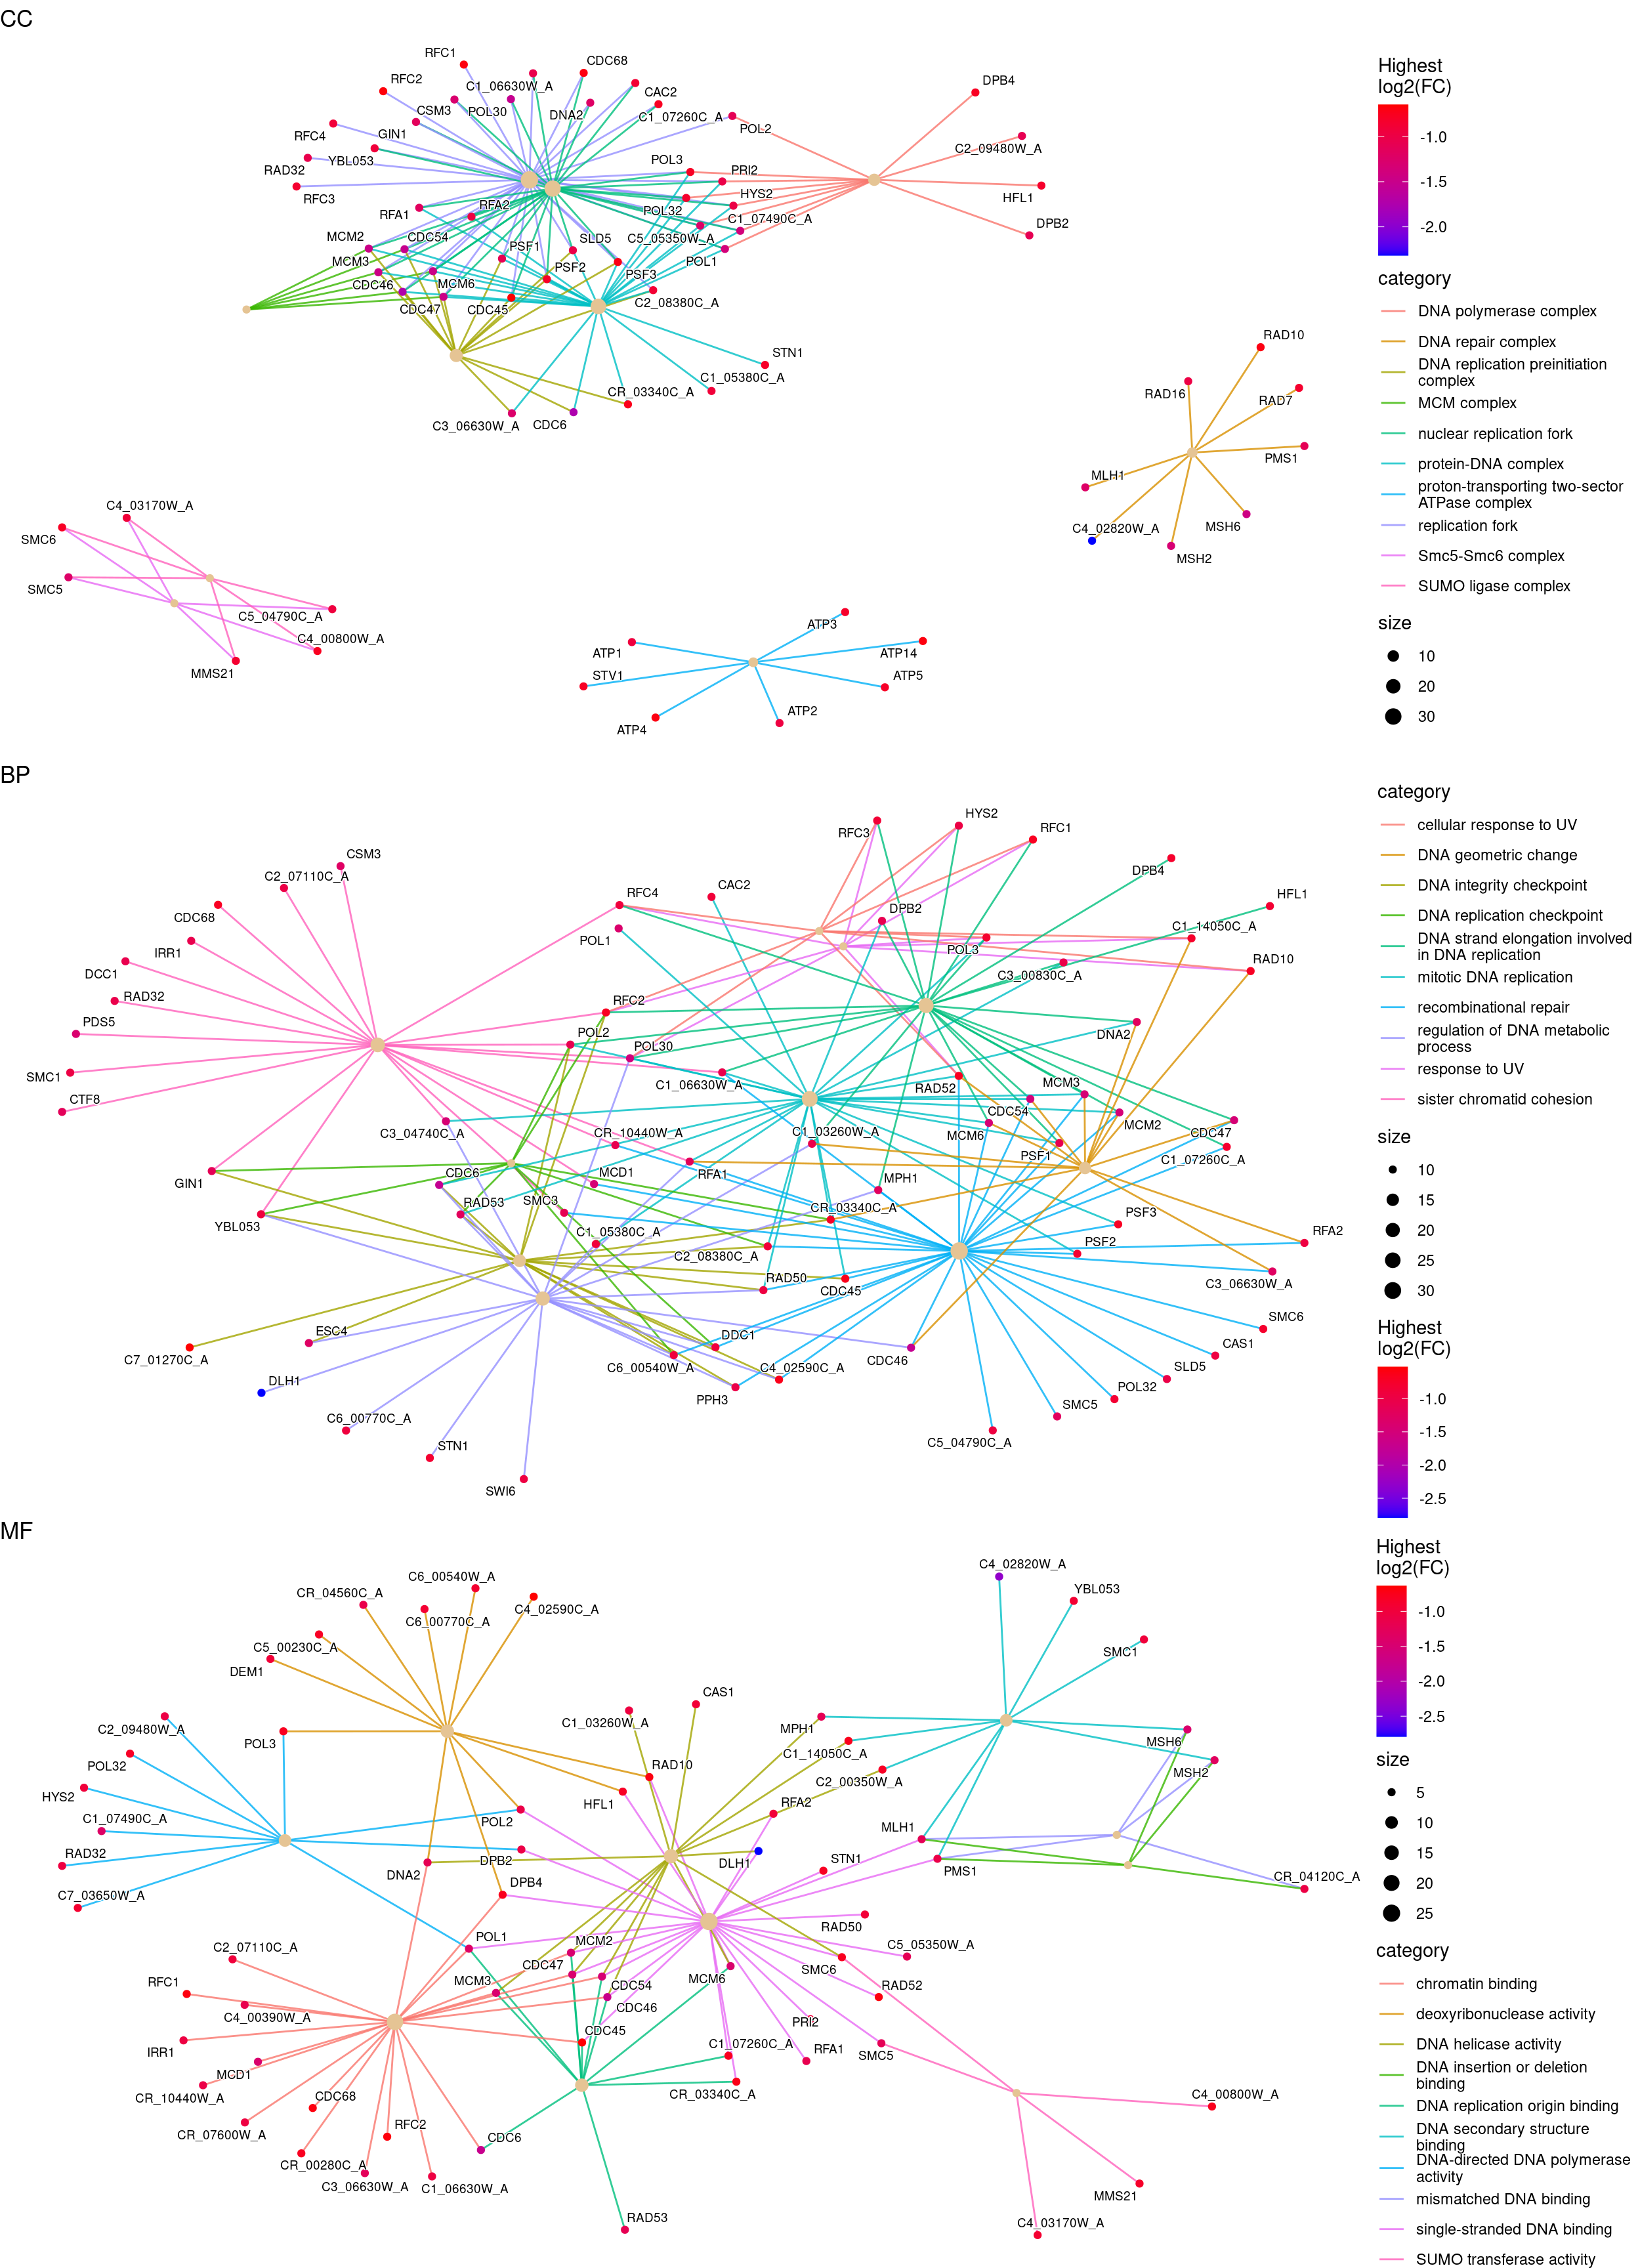 CC
RFC1
CDC68
RFC2
C1_06630W_A
CAC2
CSM3
POL30
DNA2
C1_07260C_A
POL2
RFC4
GIN1
DPB4
C2_09480W_A
RAD32
YBL053
POL3
PRI2
RFC3
HFL1
HYS2
RFA1
RFA2
POL32
C1_07490C_A
DPB2
MCM2
CDC54
PSF1
SLD5
C5_05350W_A
MCM3
PSF2
POL1
PSF3
CDC46
MCM6
C2_08380C_A
CDC47
CDC45
STN1
C1_05380C_A
CR_03340C_A
C3_06630W_A
CDC6
RAD10
RAD16
RAD7
PMS1
MLH1
C4_02820W_A
MSH6
MSH2
C4_03170W_A
SMC6
SMC5
C5_04790C_A
C4_00800W_A
MMS21
ATP3
ATP1
ATP14
STV1
ATP5
ATP2
ATP4
Highest
log2(FC)
-1.0
-1.5
-2.0
category
DNA polymerase complex
DNA repair complex
DNA replication preinitiation
complex
MCM complex
nuclear replication fork
protein-DNA complex
proton-transporting two-sector
ATPase complex
replication fork
Smc5-Smc6 complex
SUMO ligase complex
size
10
20
30
BP
RFC3
HYS2
RFC1
CSM3
C2_07110C_A
DPB4
CDC68
RFC4
CAC2
HFL1
DPB2
C1_14050C_A
IRR1
POL1
POL3
RAD10
DCC1
C3_00830C_A
RAD32
RFC2
PDS5
POL2
DNA2
POL30
SMC1
C1_06630W_A
RAD52
MCM3
CTF8
CDC54
MCM2
C3_04740C_A
CR_10440W_A
C1_03260W_A
MCM6
CDC47
PSF1
C1_07260C_A
GIN1
CDC6
MCD1
RFA1
MPH1
RAD53
SMC3
CR_03340C_A
PSF3
YBL053
C1_05380C_A
PSF2
RFA2
C2_08380C_A
RAD50
CDC45
C3_06630W_A
SMC6
ESC4
DDC1
CAS1
C7_01270C_A
C6_00540W_A
C4_02590C_A
CDC46
SLD5
DLH1
PPH3
POL32
SMC5
C6_00770C_A
STN1
C5_04790C_A
SWI6
category
cellular response to UV
DNA geometric change
DNA integrity checkpoint
DNA replication checkpoint
DNA strand elongation involved
in DNA replication
mitotic DNA replication
recombinational repair
regulation of DNA metabolic
process
response to UV
sister chromatid cohesion
size
10
15
20
25
30
Highest
log2(FC)
-1.0
-1.5
-2.0
-2.5
MF
C4_02820W_A
C6_00540W_A
CR_04560C_A
YBL053
C4_02590C_A
C6_00770C_A
C5_00230C_A
SMC1
DEM1
CAS1
C1_03260W_A
C2_09480W_A
MPH1
POL3
MSH6
C1_14050C_A
POL32
RAD10
MSH2
C2_00350W_A
HYS2
HFL1
RFA2
C1_07490C_A
POL2
MLH1
RAD32
DPB2
DLH1
STN1
DNA2
PMS1
CR_04120C_A
DPB4
C7_03650W_A
RAD50
POL1
MCM2
C5_05350W_A
C2_07110C_A
CDC47
SMC6
MCM3
MCM6
RFC1
CDC54
RAD52
CDC46
C4_00390W_A
PRI2
CDC45
C1_07260C_A
RFA1
IRR1
SMC5
MCD1
CR_03340C_A
CR_10440W_A
CDC68
C4_00800W_A
RFC2
CR_07600W_A
CDC6
CR_00280C_A
C3_06630W_A
C1_06630W_A
MMS21
RAD53
C4_03170W_A
Highest
log2(FC)
-1.0
-1.5
-2.0
-2.5
size
5
10
15
20
25
category
chromatin binding
deoxyribonuclease activity
DNA helicase activity
DNA insertion or deletion
binding
DNA replication origin binding
DNA secondary structure
binding
DNA-directed DNA polymerase
activity
mismatched DNA binding
single-stranded DNA binding
SUMO transferase activity